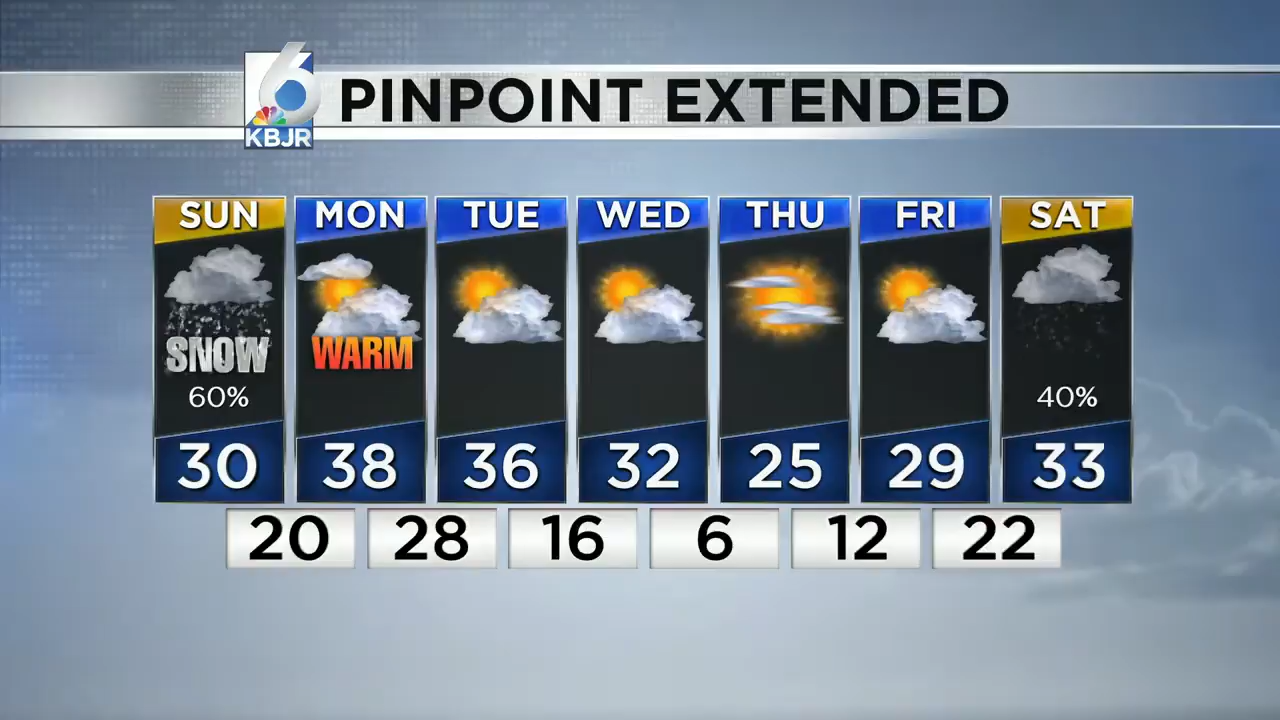 6
KBJR
PINPOINT EXTENDED
SUN MON TUE WED THU FRI SAT
SNOW WARM
60% 40%
30 38 36 32 25 29 33
20 28 16 6 12 22